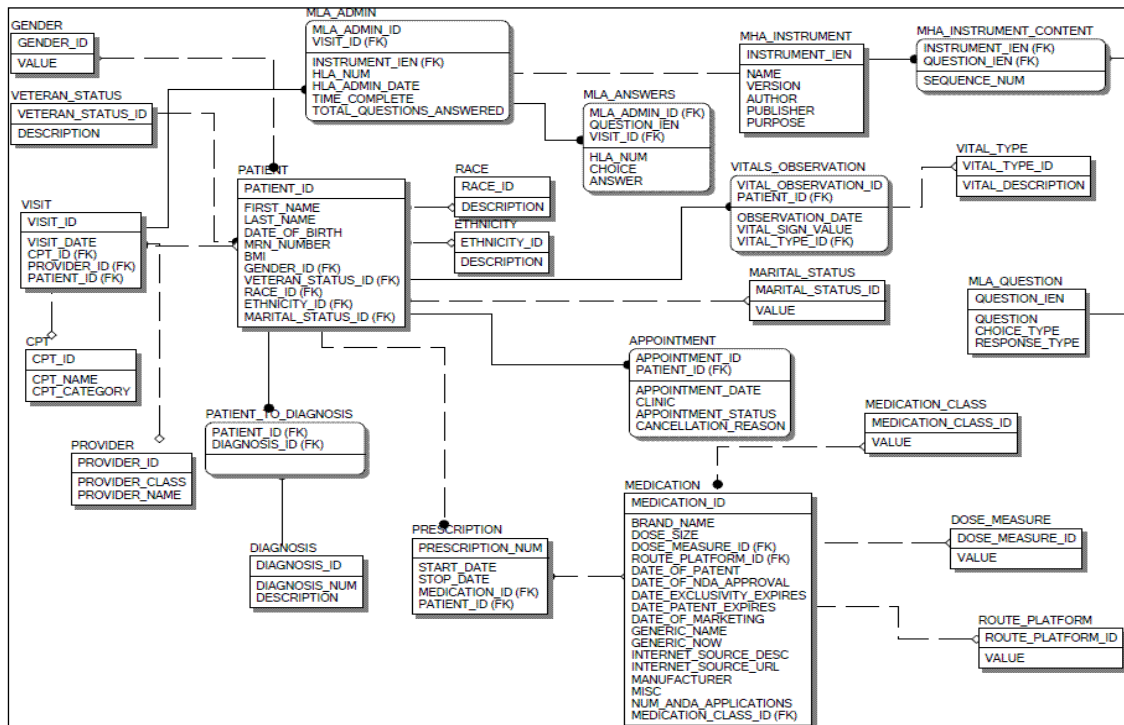 GENDER
GENDER_ID
VALUE
VETERAN_STATUS
VETERAN_STATUS_ID
DESCRIPTION
MLA_ADMIN
MLA_ADMIN_ID
VISIT_ID (FK)
INSTRUMENT_IEN (FK)
HLA_NUM
HLA_ADMIN_DATE
TIME_COMPLETE
TOTAL_QUESTIONS_ANSWERED
MHA_INSTRUMENT
INSTRUMENT_IEN
NAME
VERSION
AUTHOR
PUBLISHER
PURPOSE
MHA_INSTRUMENT_CONTENT
INSTRUMENT_IEN (FK)
QUESTION_IEN (FK)
SEQUENCE_NUM
MLA_ANSWERS
MLA_ADMIN_ID (FK)
QUESTION_IEN
VISIT_ID (FK)
HLA_NUM
CHOICE
ANSWER
VITAL_TYPE
VITAL_TYPE_ID
VITAL_DESCRIPTION
VITALS_OBSERVATION
VITAL_OBSERVATION_ID
PATIENT_ID (FK)
OBSERVATION_DATE
VITAL_SIGN_VALUE
VITAL_TYPE_ID (FK)
PATIENT
PATIENT_ID
FIRST_NAME
LAST_NAME
DATE_OF_BIRTH
MRN_NUMBER
BMI
GENDER_ID (FK)
VETERAN_STATUS_ID (FK)
RACE_ID (FK)
ETHNICITY_ID (FK)
MARITAL_STATUS_ID (FK)
RACE
RACE_ID
DESCRIPTION
ETHNICITY
ETHNICITY_ID
DESCRIPTION
VISIT
VISIT_ID
VISIT_DATE
CPT_ID (FK)
PROVIDER_ID (FK)
PATIENT_ID (FK)
MARITAL_STATUS
MARITAL_STATUS_ID
VALUE
MLA_QUESTION
QUESTION_IEN
QUESTION
CHOICE_TYPE
RESPONSE_TYPE
CPT
CPT_ID
CPT_NAME
CPT_CATEGORY
APPOINTMENT
APPOINTMENT_ID
PATIENT_ID (FK)
APPOINTMENT_DATE
CLINIC
APPOINTMENT_STATUS
CANCELLATION_REASON
PATIENT_TO_DIAGNOSIS
PATIENT_ID (FK)
DIAGNOSIS_ID (FK)
MEDICATION_CLASS
MEDICATION_CLASS_ID
VALUE
PROVIDER
PROVIDER_ID
PROVIDER_CLASS
PROVIDER_NAME
DIAGNOSIS
DIAGNOSIS_ID
DIAGNOSIS_NUM
DESCRIPTION
PRESCRIPTION
PRESCRIPTION_NUM
START_DATE
STOP_DATE
MEDICATION_ID (FK)
PATIENT_ID (FK)
MEDICATION
MEDICATION_ID
BRAND_NAME
DOSE_SIZE
DOSE_MEASURE_ID (FK)
ROUTE_PLATFORM_ID (FK)
DATE_OF_PATENT
DATE_OF_NDA_APPROVAL
DATE_EXCLUSIVITY_EXPIRES
DATE_PATENT_EXPIRES
DATE_OF_MARKETING
GENERIC_NAME
GENERIC_NOW
INTERNET_SOURCE_DESC
INTERNET_SOURCE_URL
MANUFACTURER
MISC
NUM_ANDA_APPLICATIONS
MEDICATION_CLASS_ID (FK)
DOSE_MEASURE
DOSE_MEASURE_ID
VALUE
ROUTE_PLATFORM
ROUTE_PLATFORM_ID
VALUE